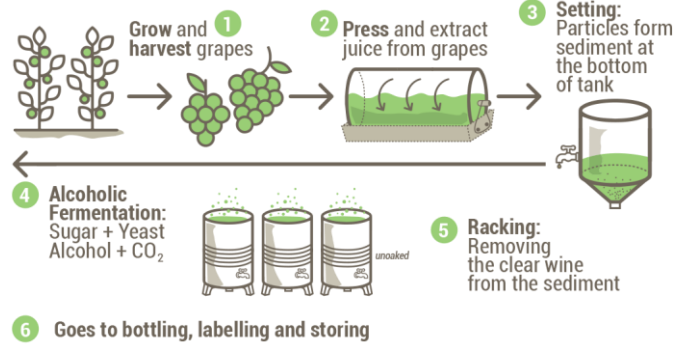 1
Grow and
harvest grapes
2
Press and extract
juice from grapes
3
Setting:
Particles form
sediment at
the bottom
of tank
4
Alcoholic
Fermentation:
Sugar + Yeast
Alcohol + CO₂
unoaked
5
Racking:
Removing
the clear wine
from the sediment
6 Goes to bottling, labelling and storing